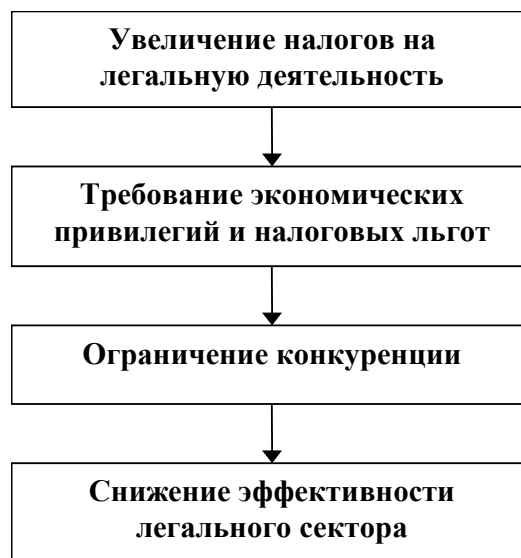 Увеличение налогов на
легальную деятельность
Требование экономических
привилегий и налоговых льгот
Ограничение конкуренции
Снижение эффективности
легального сектора